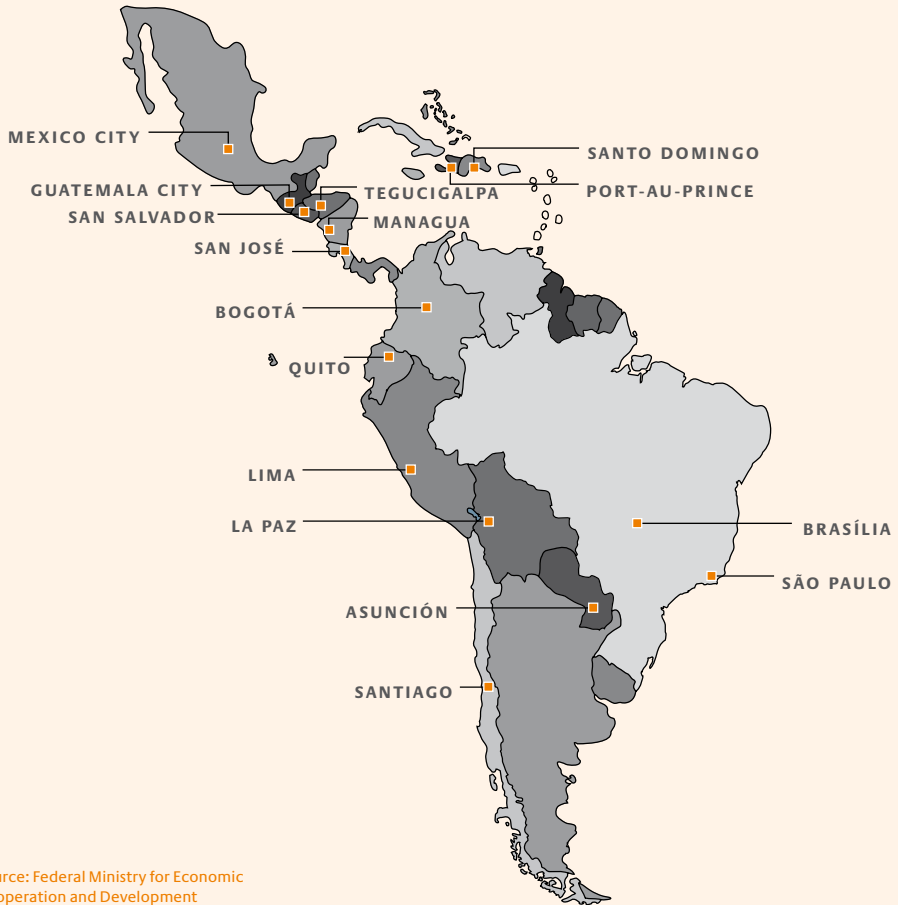 MEXICO CITY
SANTO DOMINGO
GUATEMALA CITY
TEGUCIGALPA
PORT-AU-PRINCE
SAN SALVADOR
MANAGUA
SAN JOSÉ
BOGOTÁ
QUITO
LIMA
LA PAZ
BRASÍLIA
SÃO PAULO
ASUNCIÓN
SANTIAGO
urce: Federal Ministry for Economic
operation and Development